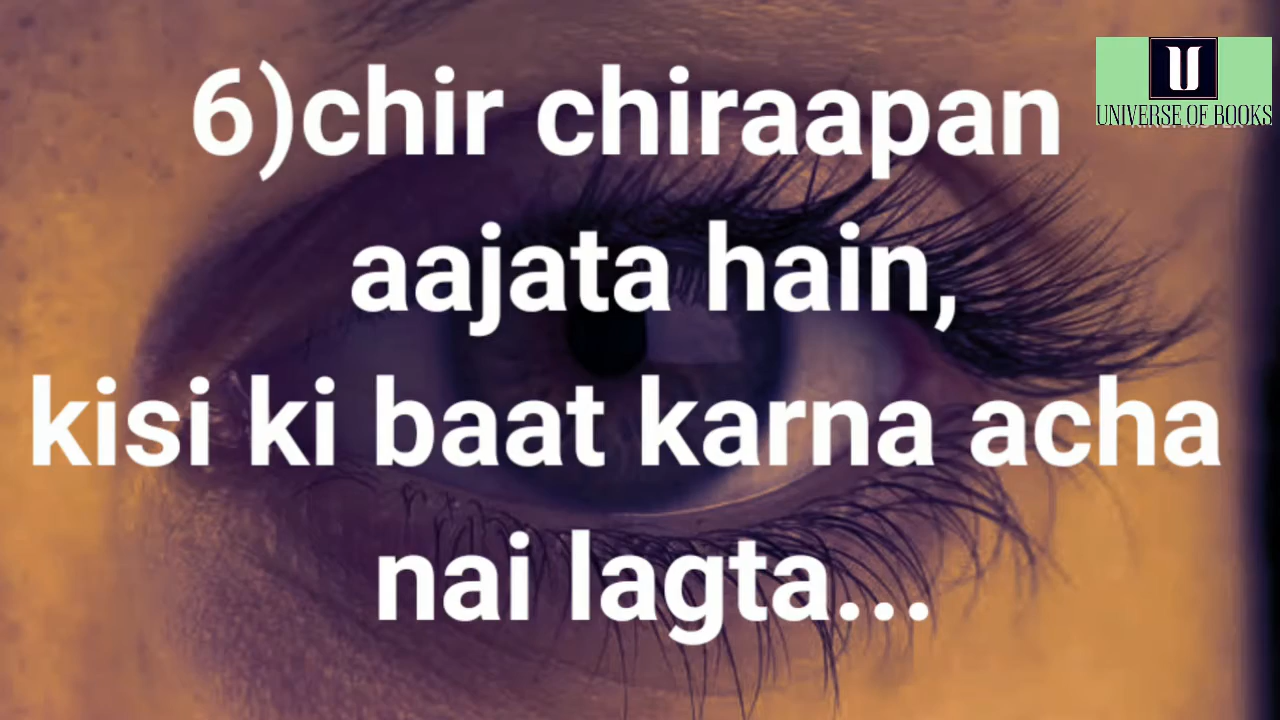 6)chir chiraapan
aajata hain,
kisi ki baat karna acha
nai lagta...
U
UNIVERSE OF BOOKS